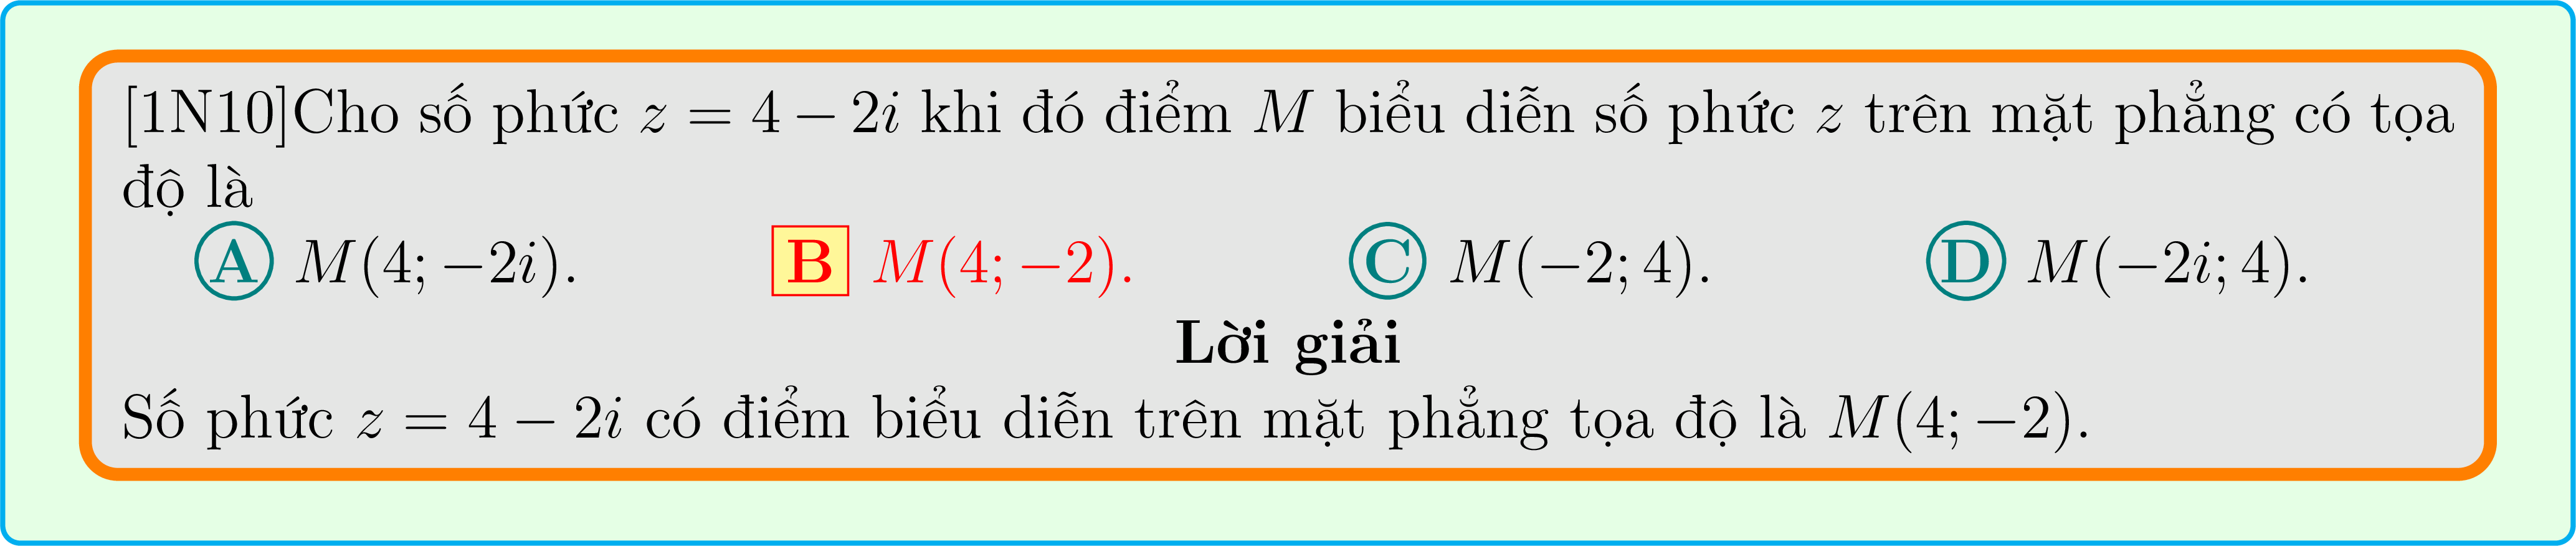 [1N10]Cho số phức z = 4 − 2i khi đó điểm M biểu diễn số phức z trên mặt phẳng có tọa
độ là
A M(4; −2i). B M(4; −2). C M(−2; 4). D M(−2i; 4).
Lời giải
Số phức z = 4 − 2i có điểm biểu diễn trên mặt phẳng tọa độ là M(4; −2).